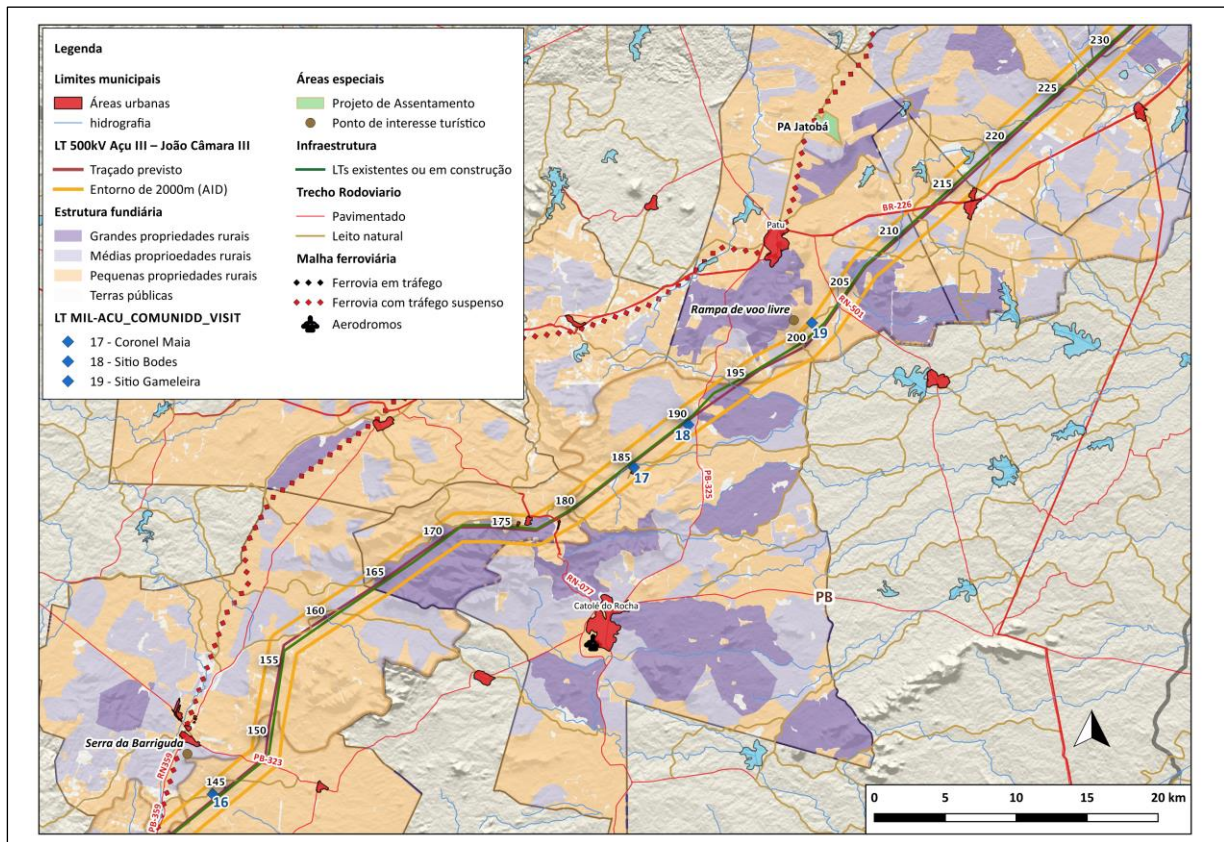 Legenda
Limites municipais
Áreas urbanas
hidrografia
LT 500kV Açu III – João Câmara III
Traçado previsto
Entorno de 2000m (AID)
Estrutura fundiária
Grandes propriedades rurais
Médias proprioedades rurais
Pequenas propriedades rurais
Terras públicas
LT MIL-ACU_COMUNIDD_VISIT
17 - Coronel Maia
18 - Sitio Bodes
19 - Sitio Gameleira
Áreas especiais
Projeto de Assentamento
Ponto de interesse turístico
Infraestrutura
LTs existentes ou em construção
Trecho Rodoviario
Pavimentado
Leito natural
Malha ferroviária
Ferrovia em tráfego
Ferrovia com tráfego suspenso
Aerodromos
230
225
PA Jatobá
220
215
BR-226
Patu
210
205
RN-501
Rampa de voo livre
200
19
195
190
18
185
17
PB-325
180
175
170
165
RN-077
Catolé do Rocha
PB
160
155
150
Serra da Barriguda
PB-323
RN359
145
16
PB-359
0 5 10 15 20 km